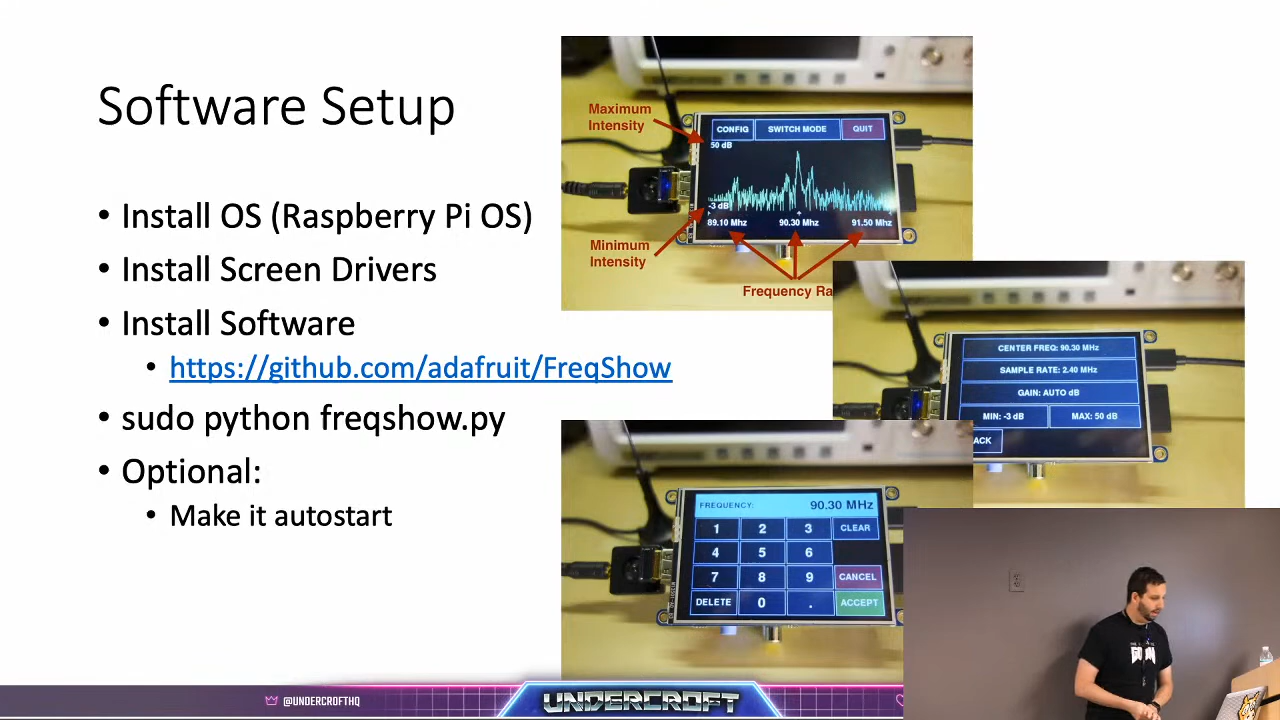 Software Setup
• Install OS (Raspberry Pi OS)
• Install Screen Drivers
• Install Software
• https://github.com/adafruit/FreqShow
• sudo python freqshow.py
• Optional:
• Make it autostart
Maximum
Intensity
CONFIG
SWITCH MODE
QUIT
50 dB
-3 dB
89.10 Mhz
90.30 Mhz
91.50 Mhz
Minimum
Intensity
Frequency Ra
CENTER FREQ: 90.30 MHz
SAMPLE RATE: 2.40 MHz
GAIN: AUTO dB
MIN: -3 dB
MAX: 50 dB
ACK
FREQUENCY:
90.30 MHz
1 2 3 CLEAR
4 5 6
7 8 9 CANCEL
DELETE 0 . ACCEPT
@UNDERCROFTHQ
UNDERCROFT